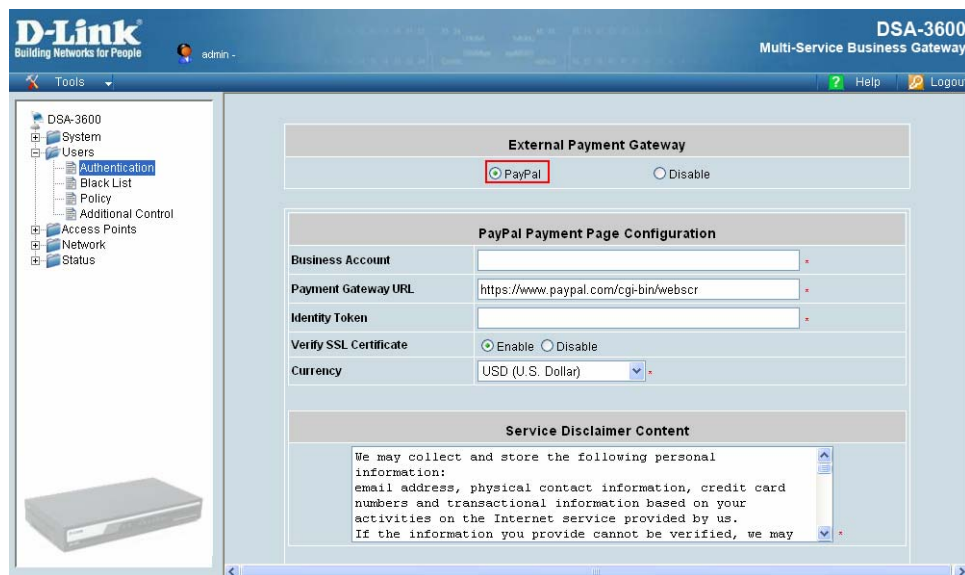 D-Link
Building Networks for People
admin -
DSA-3600
Multi-Service Business Gateway
Tools
? Help
Logou
DSA-3600
System
Users
Authentication
Black List
Policy
Additional Control
Access Points
Network
Status
External Payment Gateway
PayPal
Disable
PayPal Payment Page Configuration
Business Account *
Payment Gateway URL https://www.paypal.com/cgi-bin/webscr *
Identity Token *
Verify SSL Certificate Enable Disable
Currency USD (U.S. Dollar) *
Service Disclaimer Content
We may collect and store the following personal
information:
email address, physical contact information, credit card
numbers and transactional information based on your
activities on the Internet service provided by us.
If the information you provide cannot be verified, we may *